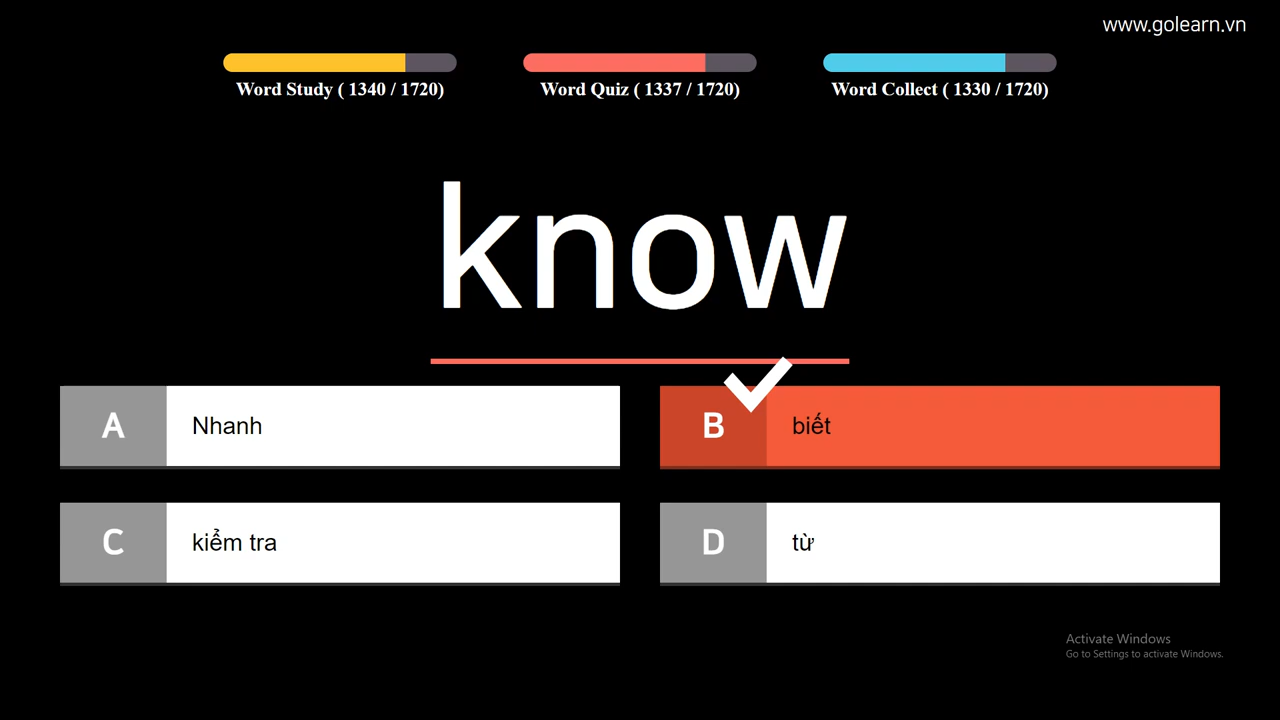 www.golearn.vn
Word Study ( 1340 / 1720)
Word Quiz ( 1337 / 1720)
Word Collect ( 1330 / 1720)
know
A
Nhanh
B
biết
C
kiểm tra
D
từ
Activate Windows
Go to Settings to activate Windows.